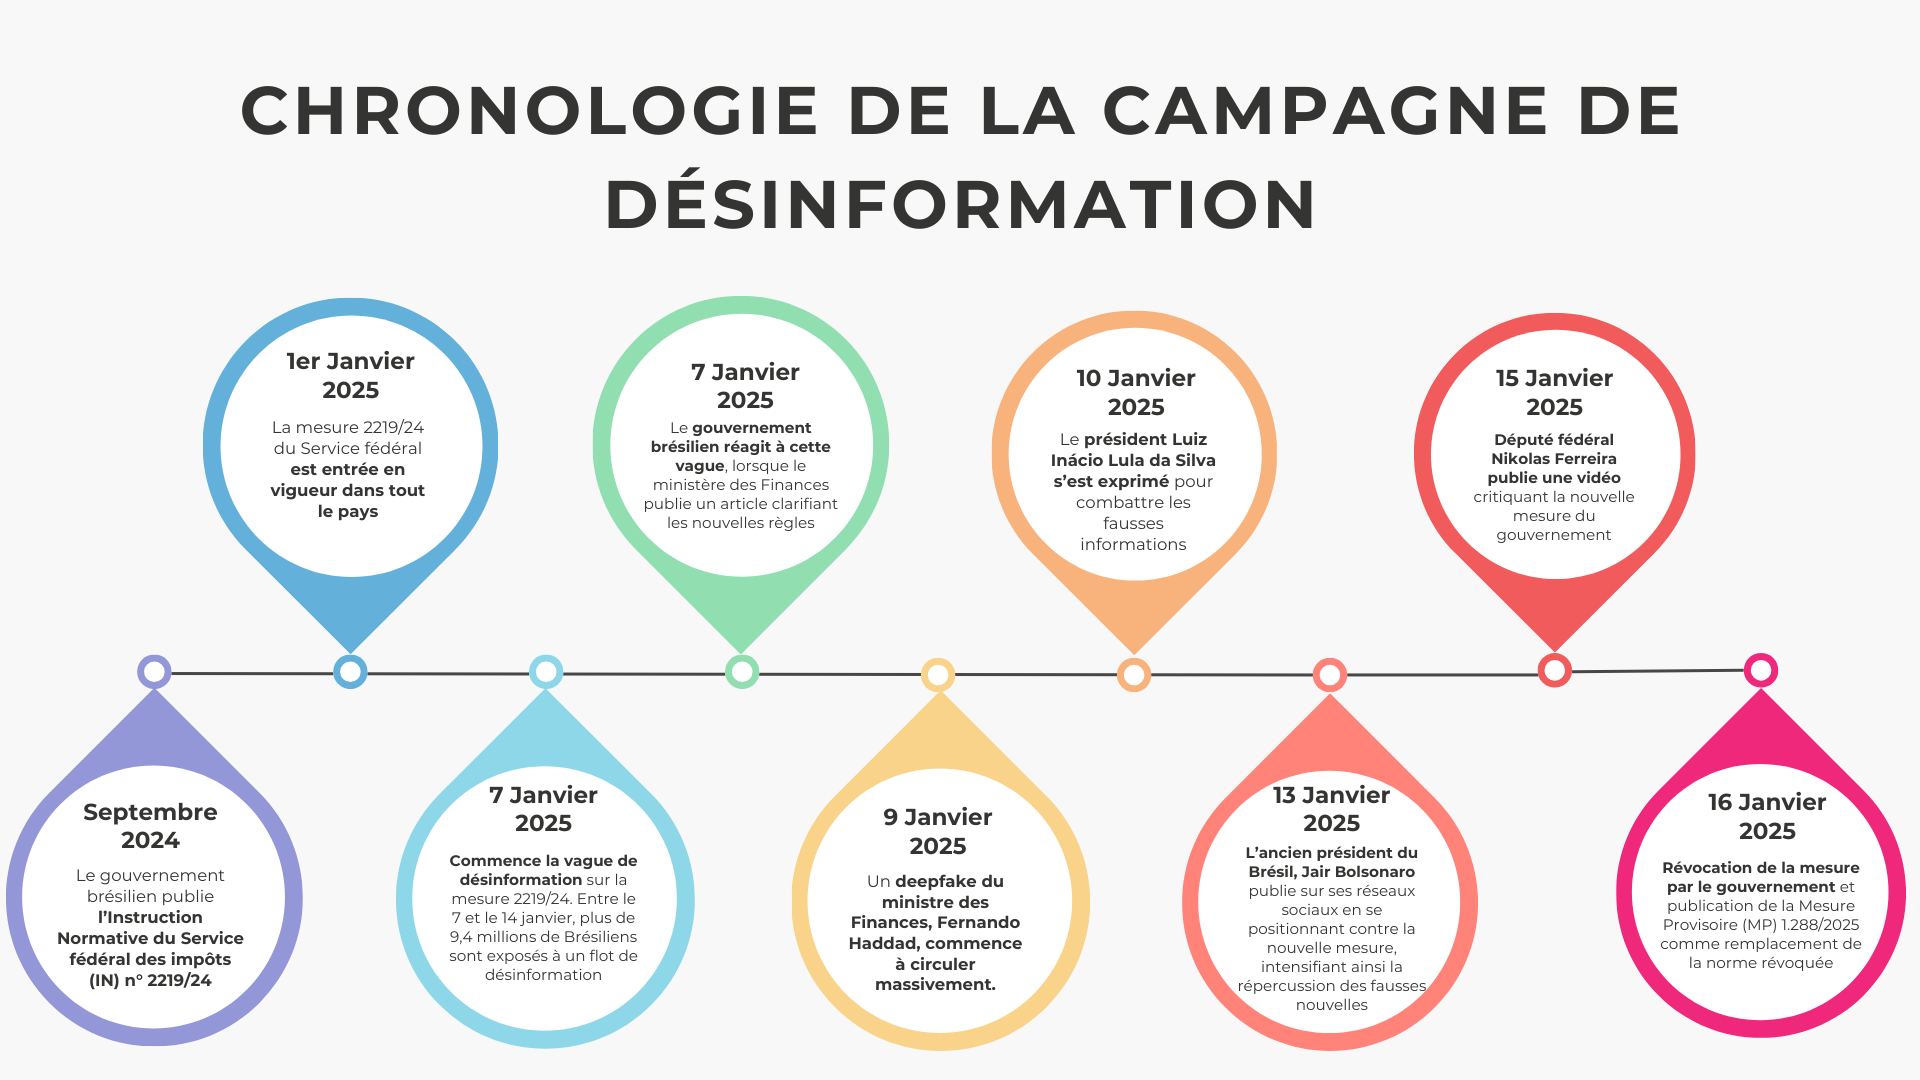 CHRONOLOGIE DE LA CAMPAGNE DE
DÉSINFORMATION
Septembre
2024
Le gouvernement
brésilien publie
l’Instruction
Normative du Service
fédéral des impôts
(IN) n° 2219/24
1er Janvier
2025
La mesure 2219/24
du Service fédéral
est entrée en
vigueur dans tout
le pays
7 Janvier
2025
Commence la vague de
désinformation sur la
mesure 2219/24. Entre le
7 et le 14 janvier, plus de
9,4 millions de Brésiliens
sont exposés à un flot de
désinformation
7 Janvier
2025
Le gouvernement
brésilien réagit à cette
vague, lorsque le
ministère des Finances
publie un article clarifiant
les nouvelles règles
9 Janvier
2025
Un deepfake du
ministre des
Finances, Fernando
Haddad, commence
à circuler
massivement.
10 Janvier
2025
Le président Luiz
Inácio Lula da Silva
s’est exprimé pour
combattre les
fausses
informations
13 Janvier
2025
L’ancien président du
Brésil, Jair Bolsonaro
publie sur ses réseaux
sociaux en se
positionnant contre la
nouvelle mesure,
intensifiant ainsi la
répercussion des fausses
nouvelles
15 Janvier
2025
Député fédéral
Nikolas Ferreira
publie une vidéo
critiquant la nouvelle
mesure du
gouvernement
16 Janvier
2025
Révocation de la mesure
par le gouvernement et
publication de la Mesure
Provisoire (MP) 1.288/2025
comme remplacement de
la norme révoquée